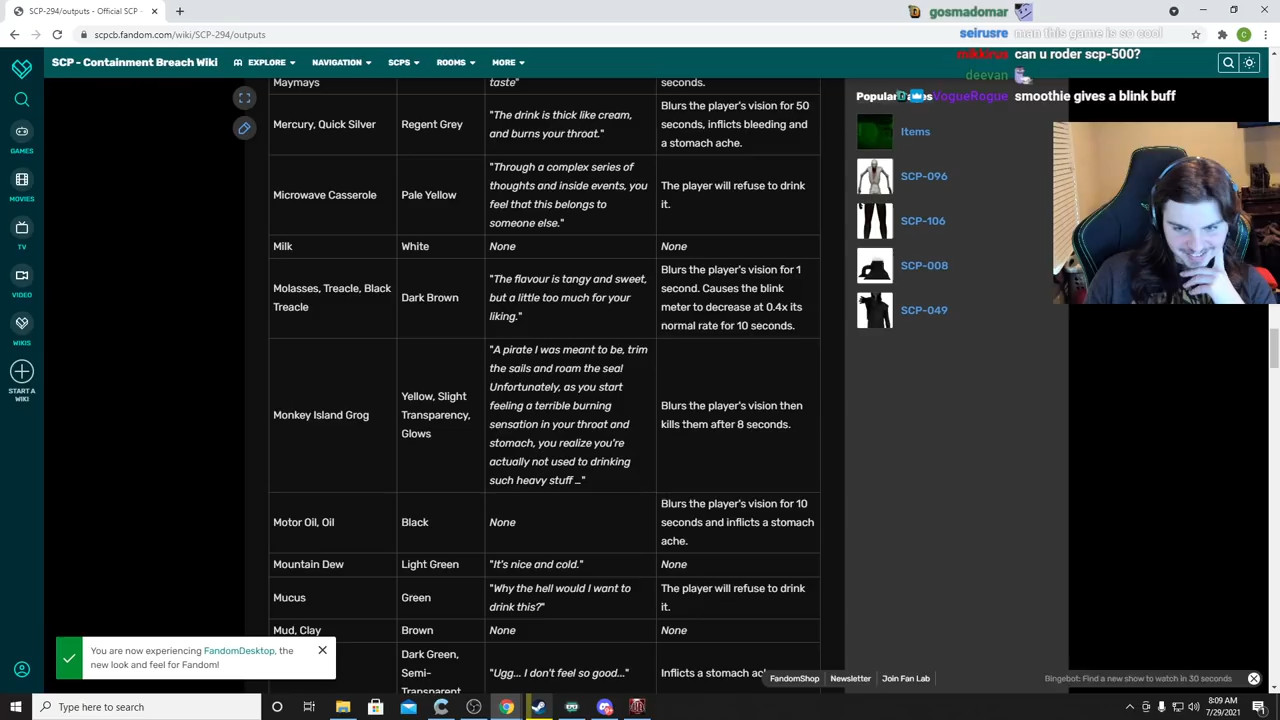 SCP-294/outputs - Official SCP -
scpcb.fandom.com/wiki/SCP-294/outputs
gosmadomar
seirusre man this game is so cool
mikkirus can u roder scp-500?
deevan
VogueRogue smoothie gives a blink buff
SCP - Containment Breach Wiki
EXPLORE
NAVIGATION
SCPS
ROOMS
MORE
GAMES
MOVIES
TV
VIDEO
WIKIS
START A
WIKI
Maymays
taste"
seconds.
Mercury, Quick Silver
Regent Grey
"The drink is thick like cream,
and burns your throat."
Blurs the player's vision for 50
seconds, inflicts bleeding and
a stomach ache.
Microwave Casserole
Pale Yellow
"Through a complex series of
thoughts and inside events, you
feel that this belongs to
someone else."
The player will refuse to drink
it.
Milk
White
None
None
Molasses, Treacle, Black
Treacle
Dark Brown
"The flavour is tangy and sweet,
but a little too much for your
liking."
Blurs the player's vision for 1
second. Causes the blink
meter to decrease at 0.4x its
normal rate for 10 seconds.
Monkey Island Grog
Yellow, Slight
Transparency,
Glows
"A pirate I was meant to be, trim
the sails and roam the sea!
Unfortunately, as you start
feeling a terrible burning
sensation in your throat and
stomach, you realize you're
actually not used to drinking
such heavy stuff ..."
Blurs the player's vision then
kills them after 8 seconds.
Motor Oil, Oil
Black
None
Blurs the player's vision for 10
seconds and inflicts a stomach
ache.
Mountain Dew
Light Green
"It's nice and cold."
None
Mucus
Green
"Why the hell would I want to
drink this?"
The player will refuse to drink
it.
Mud, Clay
Brown
None
None
Dark Green,
Semi-
Transparent
"Ugg... I don't feel so good..."
Inflicts a stomach
Popular
Items
SCP-096
SCP-106
SCP-008
SCP-049
You are now experiencing FandomDesktop, the
new look and feel for Fandom!
FandomShop
Newsletter
Join Fan Lab
Bingebot: Find a new show to watch in 30 seconds
Type here to search
8:09 AM
7/29/2021